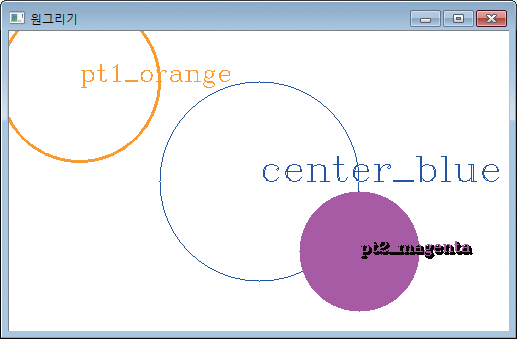 원그리기
pt1_orange
center_blue
pt2_magenta